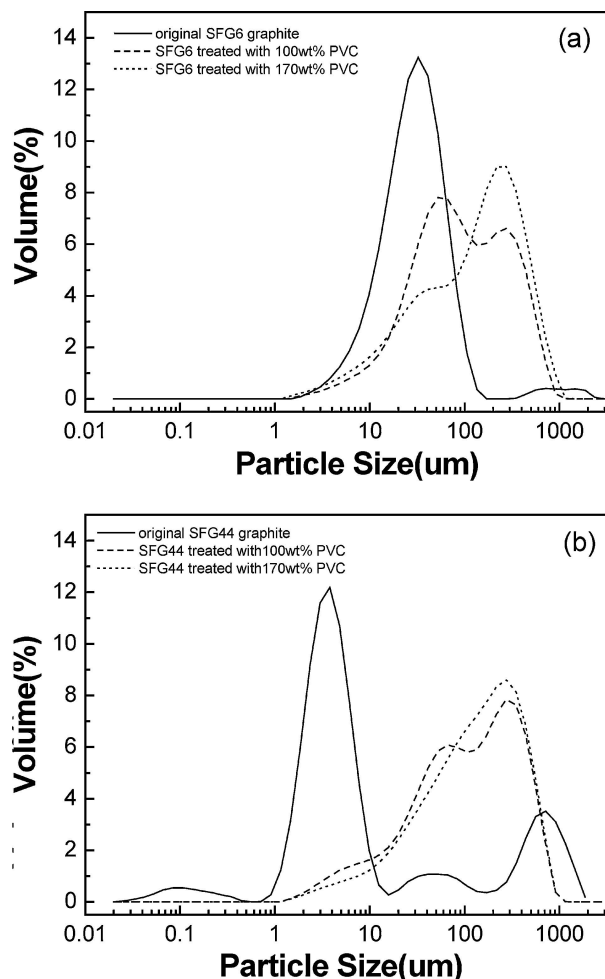 (a)
original SFG6 graphite
SFG6 treated with 100wt% PVC
SFG6 treated with 170wt% PVC
Volume(%)
14
12
10
8
6
4
2
0
0.01 0.1 1 10 100 1000
Particle Size(um)
(b)
original SFG44 graphite
SFG44 treated with100wt% PVC
SFG44 treated with170wt% PVC
Volume(%)
14
12
10
8
6
4
2
0
0.01 0.1 1 10 100 1000
Particle Size(um)